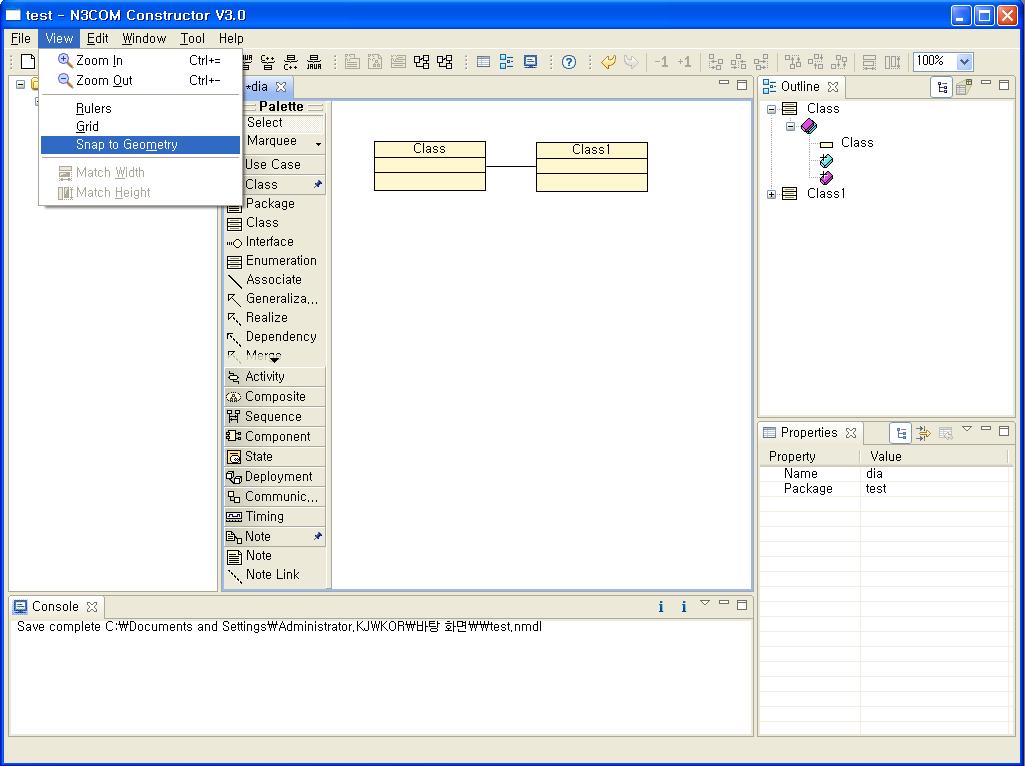 test - N3COM Constructor V3.0
File View Edit Window Tool Help
Zoom In Ctrl+=
Zoom Out Ctrl+-
Rulers
Grid
Snap to Geometry
Match Width
Match Height
-1 +1
100%
*dia
Palette
Select
Marquee
Use Case
Class
Package
Class
Interface
Enumeration
Associate
Generaliza...
Realize
Dependency
Merge
Activity
Composite
Sequence
Component
State
Deployment
Communic...
Timing
Note
Note
Note Link
Class
Class1
Outline
Class
Class
Class1
Properties
Property Value
Name dia
Package test
Console
Save complete C:₩Documents and Settings₩Administrator.KJWKOR₩바탕 화면₩₩test.nmdl